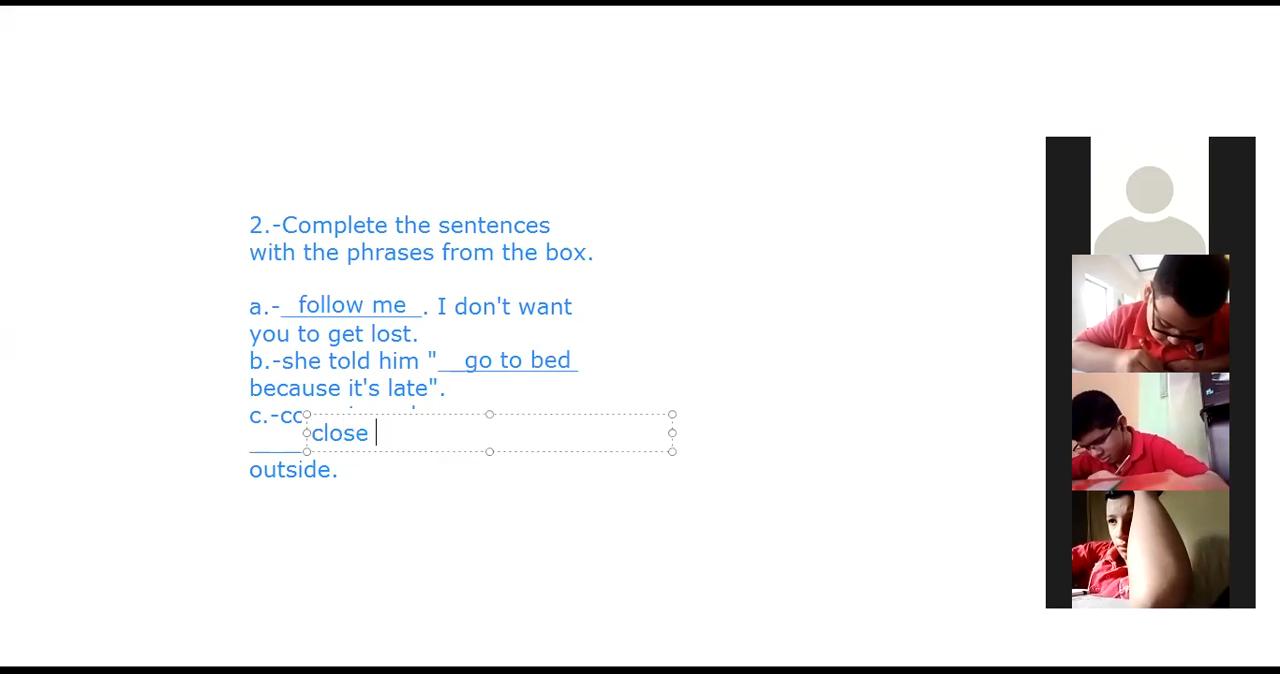 2.-Complete the sentences
with the phrases from the box.
a.- follow me . I don't want
you to get lost.
b.-she told him " go to bed
because it's late".
c.-
close
outside.